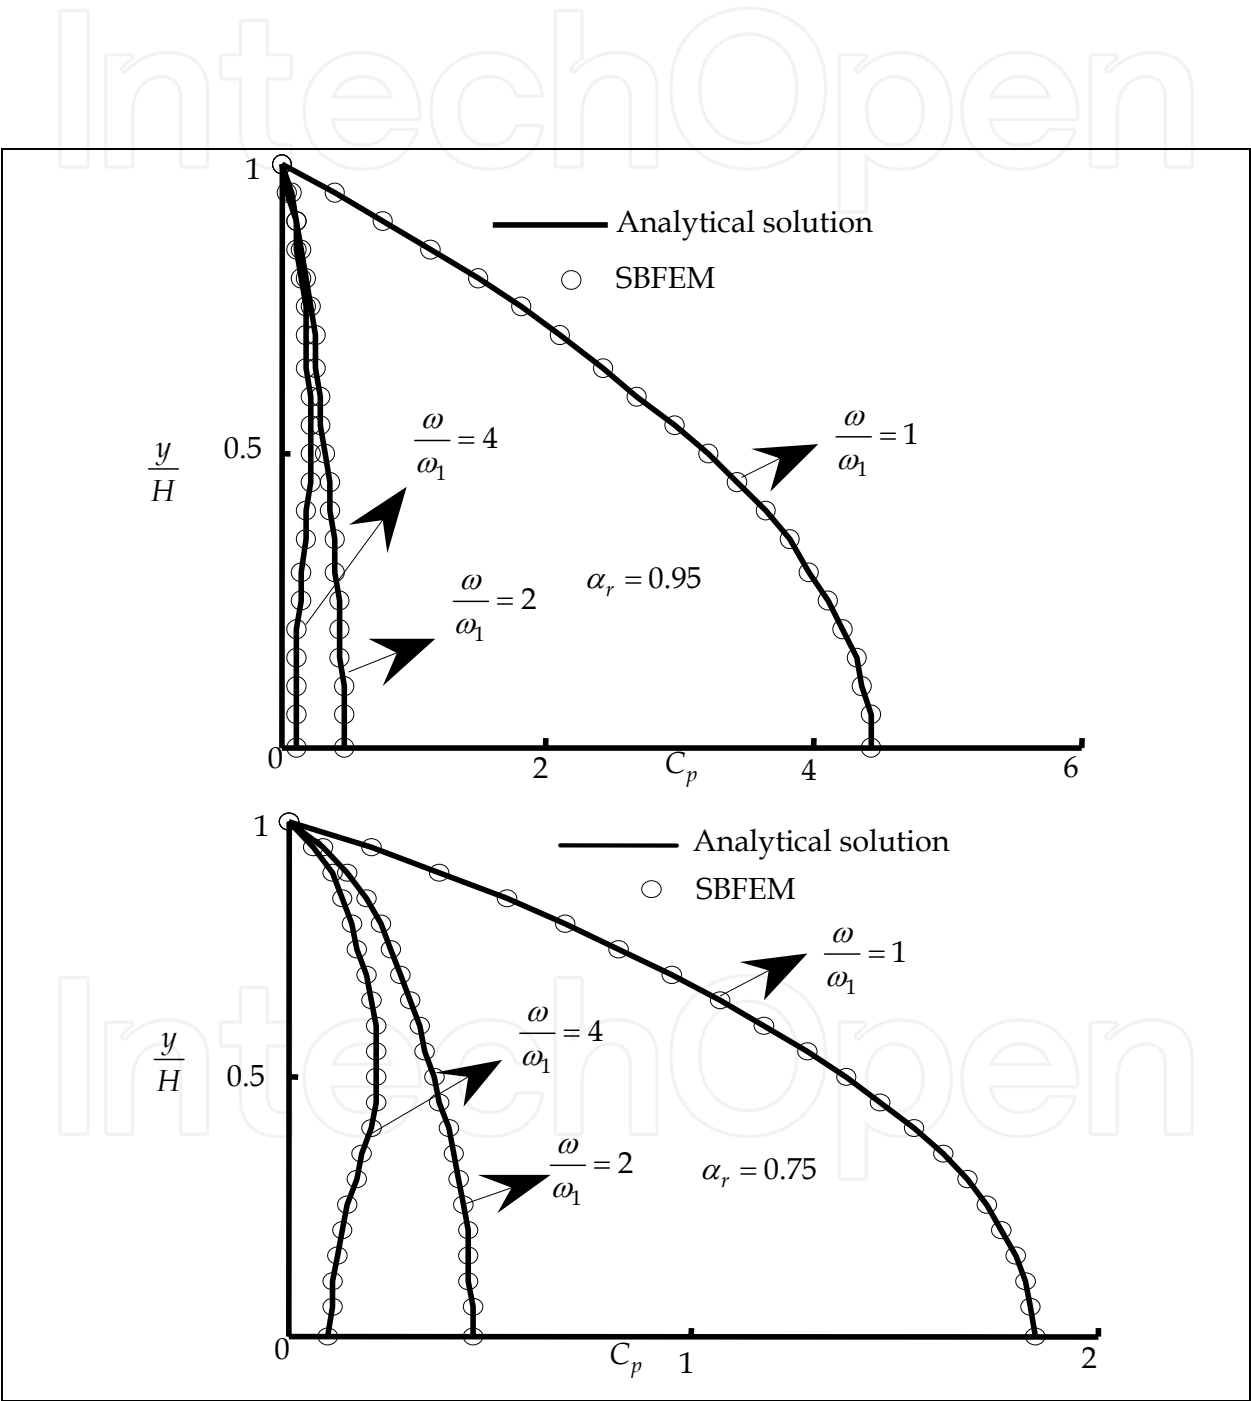 IntechOpen
1
Analytical solution
SBFEM
ω/ω₁ = 4
ω/ω₁ = 1
y/H
0.5
ω/ω₁ = 2
αᵣ = 0.95
0
2
Cₚ
4
6
1
Analytical solution
SBFEM
ω/ω₁ = 1
IntechOpen
ω/ω₁ = 4
y/H
0.5
ω/ω₁ = 2
αᵣ = 0.75
0
Cₚ
1
2